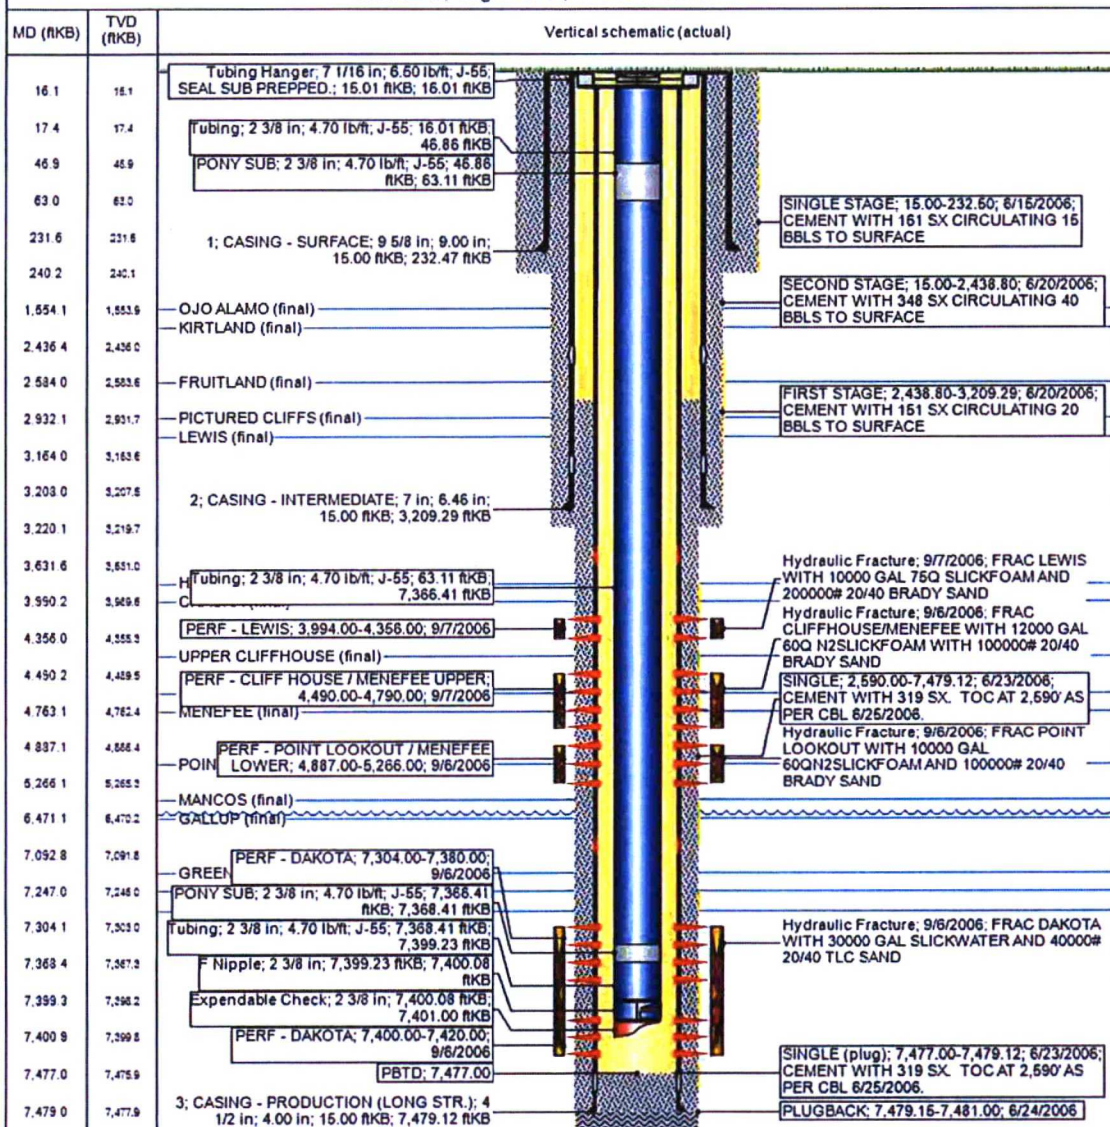 MD (ftKB)
TVD
(ftKB)
Vertical schematic (actual)
16.1
17.4
46.9
63.0
231.6
240.2
1,554.1
2,436.4
2,584.0
2,932.1
3,164.0
3,208.0
3,220.1
3,631.6
3,990.2
4,356.0
4,490.2
4,763.1
4,887.1
5,266.1
6,471.1
7,092.8
7,247.0
7,304.1
7,368.4
7,399.3
7,400.9
7,477.0
7,479.0
17.4
63.0
231.6
240.1
1,553.9
2,436.0
2,583.6
2,931.7
3,163.6
3,207.5
3,219.7
3,631.0
3,989.6
4,355.3
4,489.5
4,762.4
4,886.4
5,265.3
6,470.2
7,091.8
7,303.0
7,367.3
7,398.2
7,399.8
7,475.9
7,477.9
Tubing Hanger; 7 1/16 in; 6.50 lb/ft; J-55;
SEAL SUB PREPPED.; 15.01 ftKB; 16.01 ftKB
Tubing; 2 3/8 in; 4.70 lb/ft; J-55; 16.01 ftKB;
46.86 ftKB
PONY SUB; 2 3/8 in; 4.70 lb/ft; J-55; 46.86
ftKB; 63.11 ftKB
1; CASING - SURFACE; 9 5/8 in; 9.00 in;
15.00 ftKB; 232.47 ftKB
OJO ALAMO (final)
KIRTLAND (final)
FRUITLAND (final)
PICTURED CLIFFS (final)
LEWIS (final)
2; CASING - INTERMEDIATE; 7 in; 6.46 in;
15.00 ftKB; 3,209.29 ftKB
H
Tubing; 2 3/8 in; 4.70 lb/ft; J-55; 63.11 ftKB;
7,366.41 ftKB
PERF - LEWIS; 3,994.00-4,356.00; 9/7/2006
UPPER CLIFFHOUSE (final)
PERF - CLIFF HOUSE / MENEFEE UPPER;
4,490.00-4,790.00; 9/7/2006
MENEFEE (final)
PERF - POINT LOOKOUT / MENEFEE
POIN LOWER; 4,887.00-5,266.00; 9/6/2006
MANCOS (final)
GALLUP (final)
PERF - DAKOTA; 7,304.00-7,380.00;
GREEN 9/6/2006
PONY SUB; 2 3/8 in; 4.70 lb/ft; J-55; 7,366.41
ftKB; 7,368.41 ftKB
Tubing; 2 3/8 in; 4.70 lb/ft; J-55; 7,368.41 ftKB;
7,399.23 ftKB
F Nipple; 2 3/8 in; 7,399.23 ftKB; 7,400.08
ftKB
Expendable Check; 2 3/8 in; 7,400.08 ftKB;
7,401.00 ftKB
PERF - DAKOTA; 7,400.00-7,420.00;
9/6/2006
PBTD; 7,477.00
3; CASING - PRODUCTION (LONG STR.); 4
1/2 in; 4.00 in; 15.00 ftKB; 7,479.12 ftKB
SINGLE STAGE; 15.00-232.50; 6/15/2006;
CEMENT WITH 161 SX CIRCULATING 15
BBLS TO SURFACE
SECOND STAGE; 15.00-2,438.80; 6/20/2006;
CEMENT WITH 348 SX CIRCULATING 40
BBLS TO SURFACE
FIRST STAGE; 2,438.80-3,209.29; 6/20/2006;
CEMENT WITH 151 SX CIRCULATING 20
BBLS TO SURFACE
Hydraulic Fracture; 9/7/2006; FRAC LEWIS
WITH 10000 GAL 75Q SLICKFOAM AND
200000# 20/40 BRADY SAND
Hydraulic Fracture; 9/6/2006; FRAC
CLIFFHOUSE/MENEFEE WITH 12000 GAL
60Q N2SLICKFOAM WITH 100000# 20/40
BRADY SAND
SINGLE; 2,590.00-7,479.12; 6/23/2006;
CEMENT WITH 319 SX. TOC AT 2,590' AS
PER CBL 6/25/2006.
Hydraulic Fracture; 9/6/2006; FRAC POINT
LOOKOUT WITH 10000 GAL
60QN2SLICKFOAM AND 100000# 20/40
BRADY SAND
Hydraulic Fracture; 9/6/2006; FRAC DAKOTA
WITH 30000 GAL SLICKWATER AND 40000#
20/40 TLC SAND
SINGLE (plug); 7,477.00-7,479.12; 6/23/2006;
CEMENT WITH 319 SX. TOC AT 2,590' AS
PER CBL 6/25/2006.
PLUGBACK; 7,479.15-7,481.00; 6/24/2006